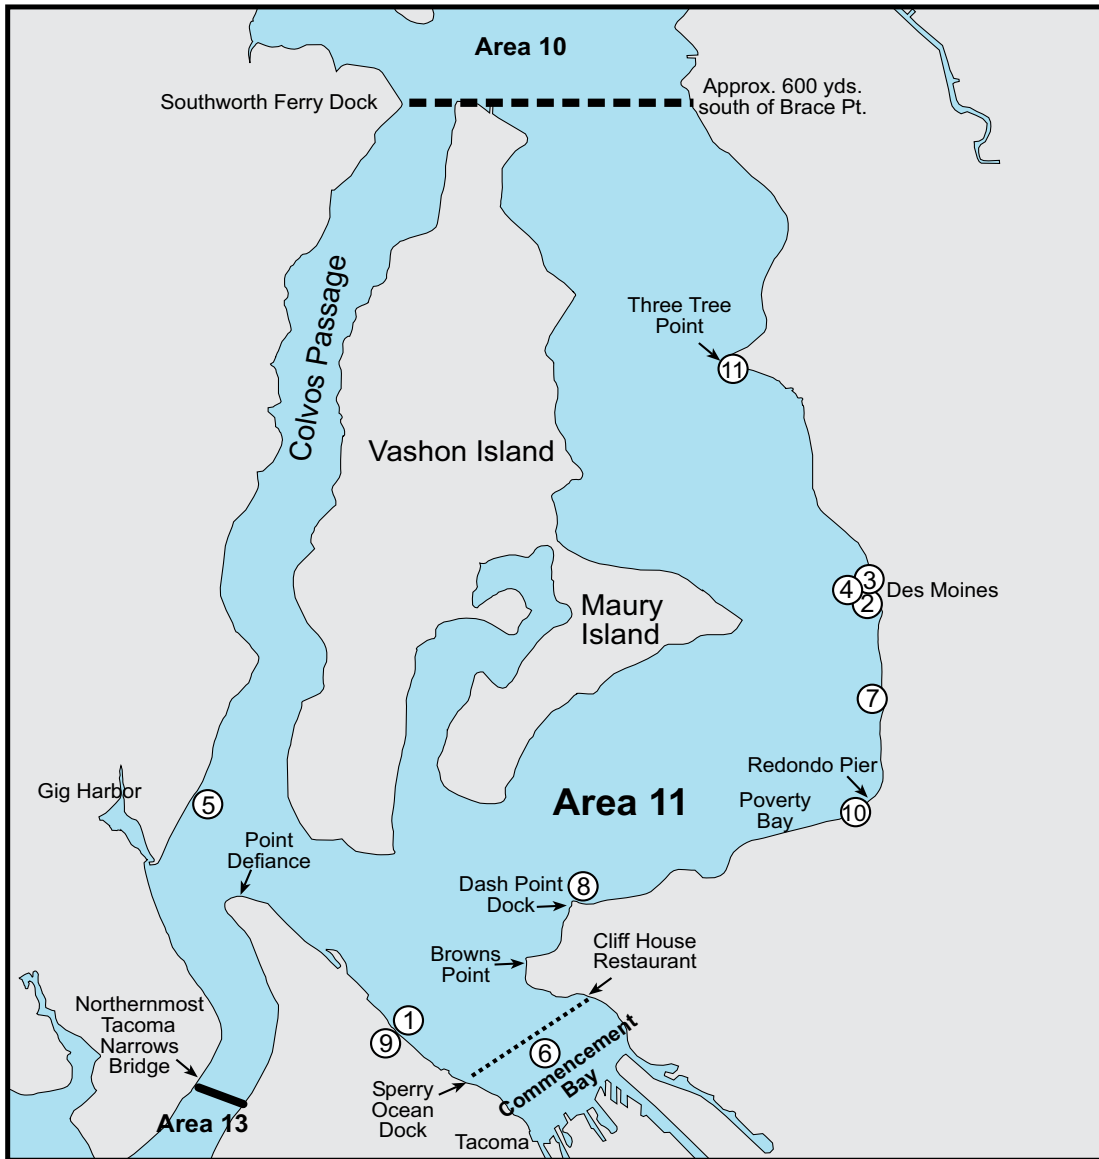 Area 10
Southworth Ferry Dock
Approx. 600 yds.
south of Brace Pt.
Colvos Passage
Three Tree
Point
11
Vashon Island
Maury
Island
3
4
2
Des Moines
7
Redondo Pier
Poverty
Bay
10
Area 11
Gig Harbor
5
Point
Defiance
Dash Point
Dock
8
Browns
Point
Cliff House
Restaurant
Northernmost
Tacoma
Narrows
Bridge
1
9
6
Commencement
Bay
Sperry
Ocean
Dock
Area 13
Tacoma